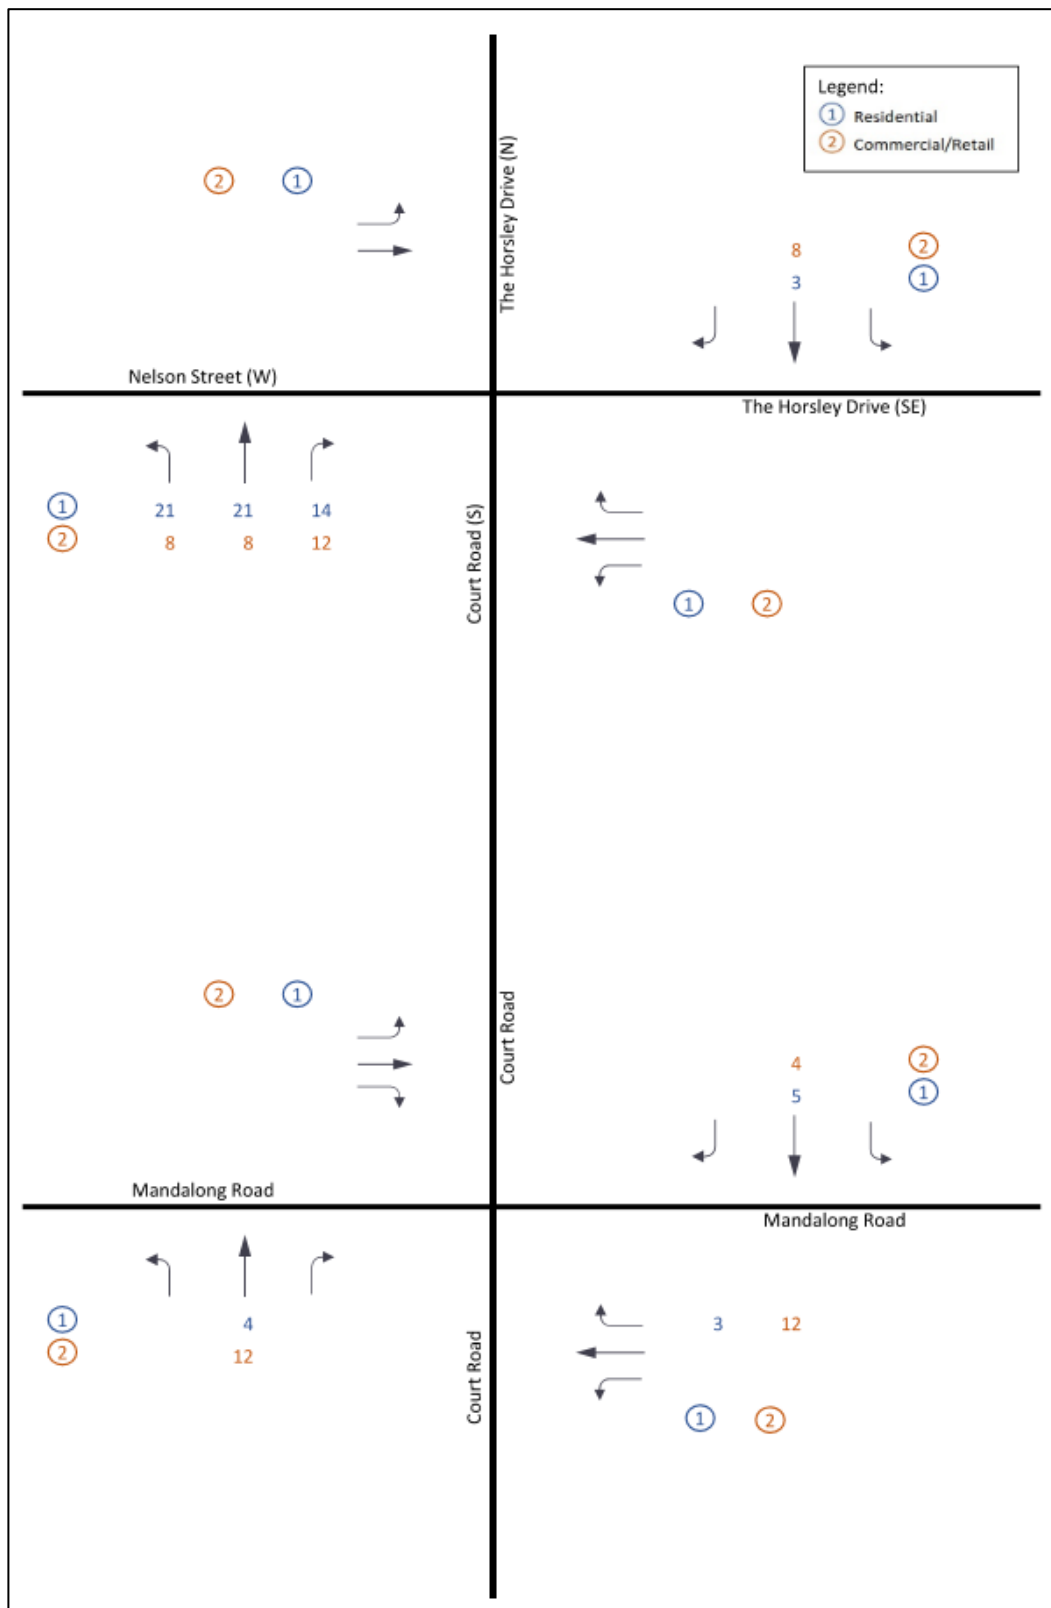 Legend:
1 Residential
2 Commercial/Retail
The Horsley Drive (N)
2 1
8 2
3 1
Nelson Street (W)
The Horsley Drive (SE)
1 21 21 14
2 8 8 12
Court Road (S)
1 2
2 1
Court Road
4 2
5 1
Mandalong Road
Mandalong Road
1 4
2 12
Court Road
3 12
1 2